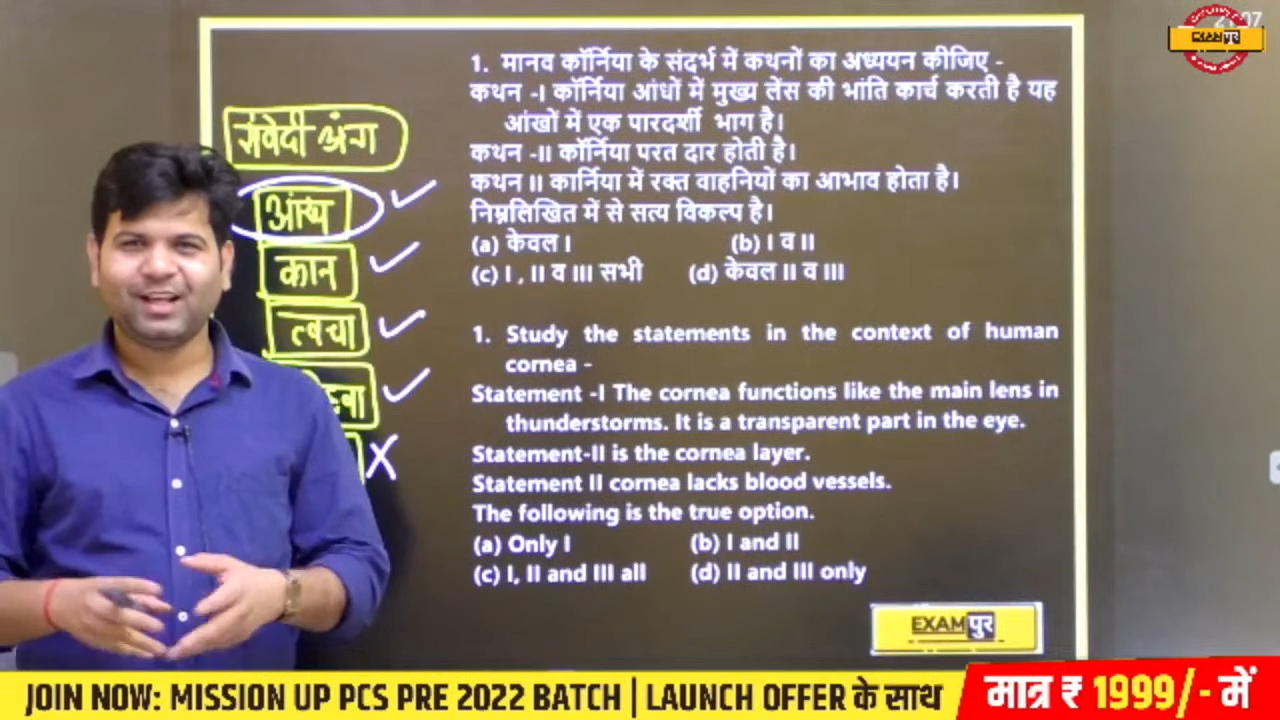 EXAMपुर
1. मानव कॉर्निया के संदर्भ में कथनों का अध्ययन कीजिए -
कथन -I कॉर्निया आंधों में मुख्य लेंस की भांति कार्च करती है यह
आंखों में एक पारदर्शी भाग है।
कथन -II कॉर्निया परत दार होती है।
कथन II कार्निया में रक्त वाहनियों का आभाव होता है।
निम्नलिखित में से सत्य विकल्प है।
(a) केवल I (b) I व II
(c) I , II व III सभी (d) केवल II व III
संवेदी अंग
आंख
कान
त्वचा
1. Study the statements in the context of human
cornea -
Statement -I The cornea functions like the main lens in
thunderstorms. It is a transparent part in the eye.
Statement-II is the cornea layer.
Statement II cornea lacks blood vessels.
The following is the true option.
(a) Only I (b) I and II
(c) I, II and III all (d) II and III only
EXAMपुर
JOIN NOW: MISSION UP PCS PRE 2022 BATCH | LAUNCH OFFER के साथ
मात्र ₹ 1999/- में